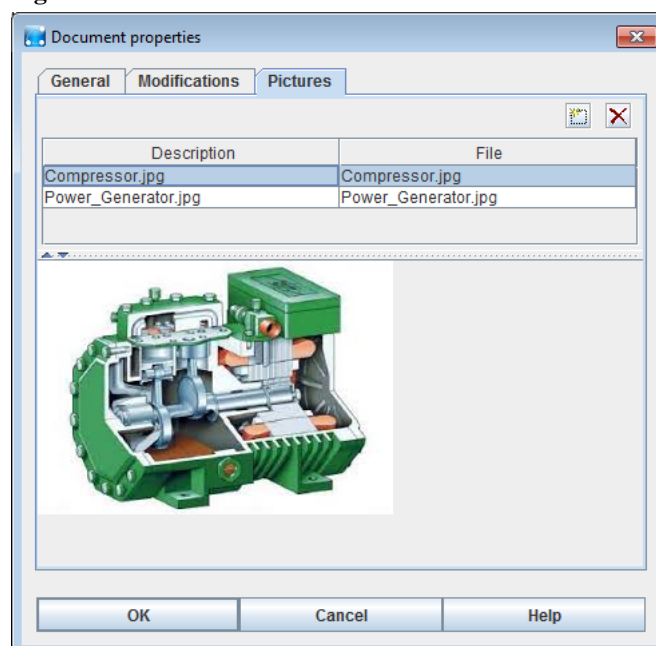 Document properties
General Modifications Pictures
Description File
Compressor.jpg Compressor.jpg
Power_Generator.jpg Power_Generator.jpg
OK Cancel Help